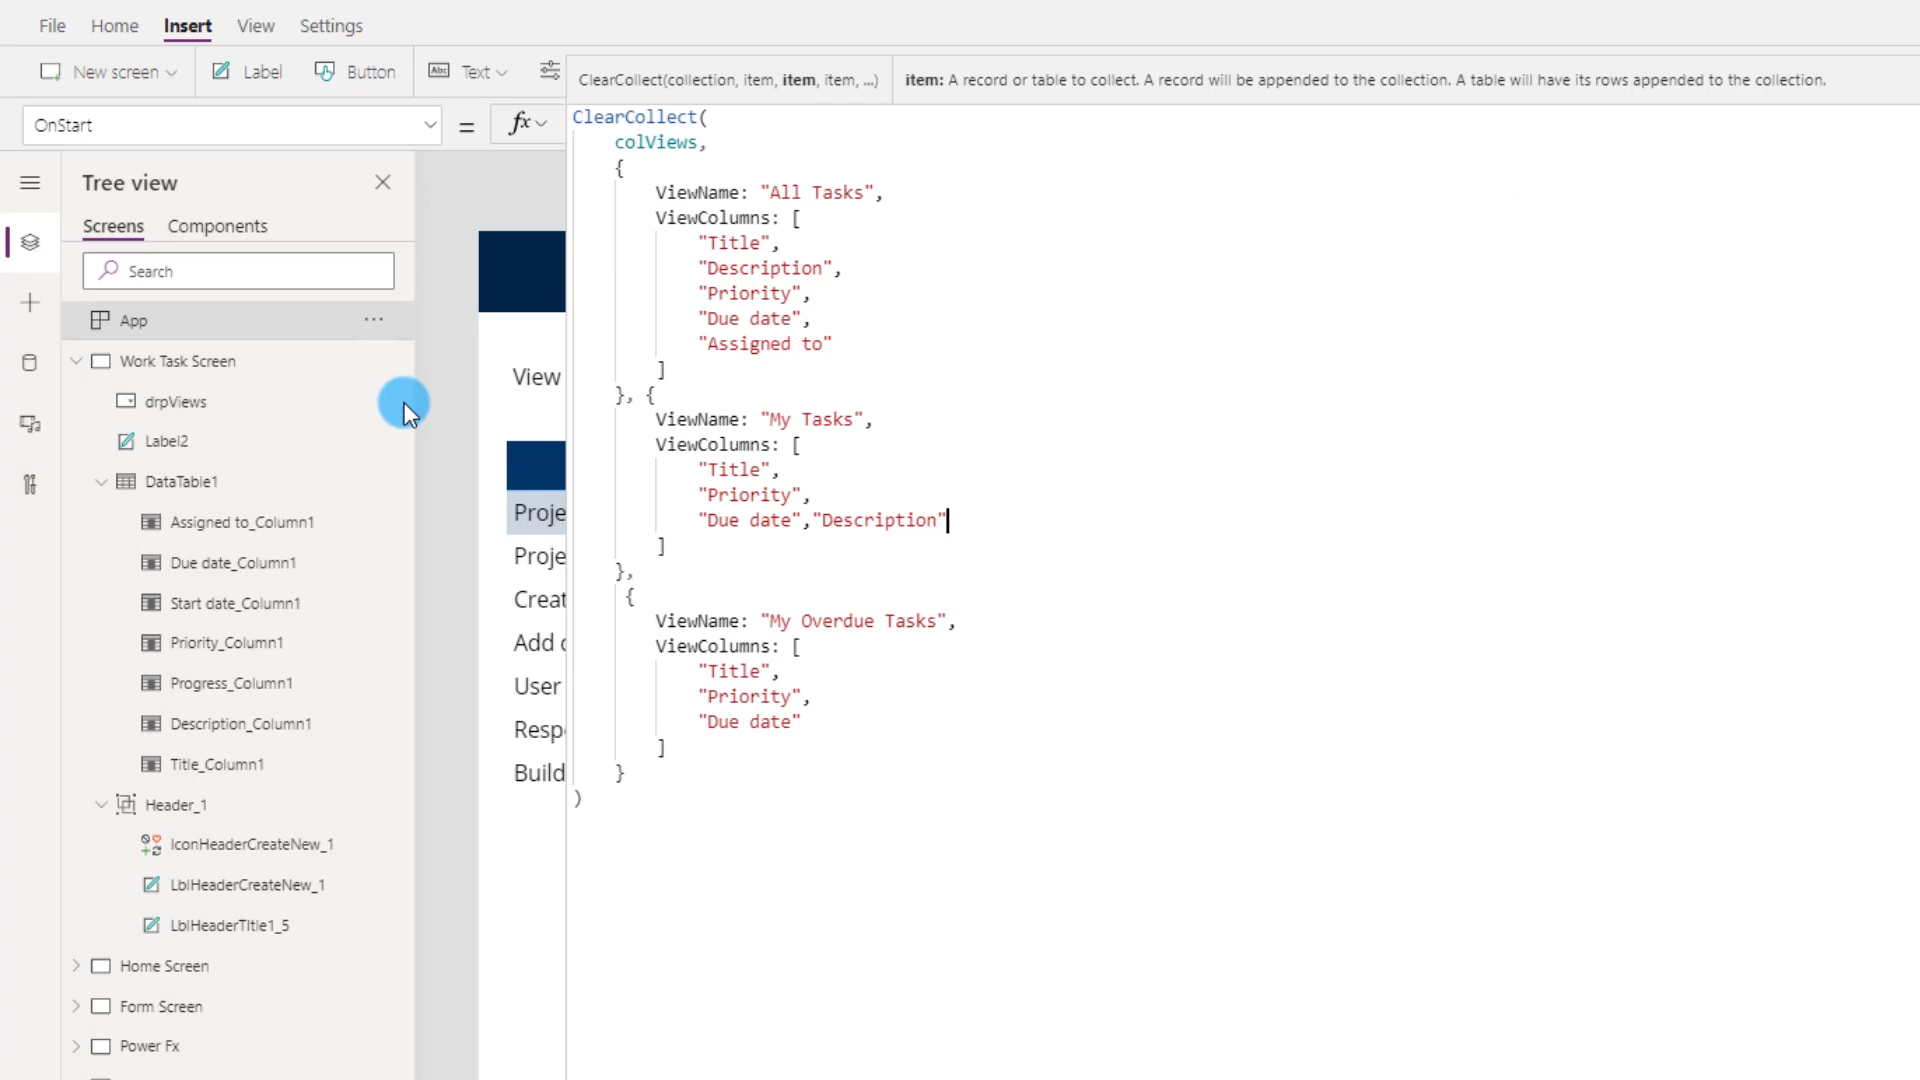 File Home Insert View Settings
New screen Label Button Abc Text
ClearCollect(collection, item, item, item, ...) item: A record or table to collect. A record will be appended to the collection. A table will have its rows appended to the collection.
OnStart = fx
ClearCollect(
colViews,
{
ViewName: "All Tasks",
ViewColumns: [
"Title",
"Description",
"Priority",
"Due date",
"Assigned to"
]
}, {
ViewName: "My Tasks",
ViewColumns: [
"Title",
"Priority",
"Due date","Description"
]
},
{
ViewName: "My Overdue Tasks",
ViewColumns: [
"Title",
"Priority",
"Due date"
]
}
)
Tree view
Screens Components
Search
App ...
Work Task Screen
drpViews
Label2
DataTable1
Assigned to_Column1
Due date_Column1
Start date_Column1
Priority_Column1
Progress_Column1
Description_Column1
Title_Column1
Header_1
IconHeaderCreateNew_1
LblHeaderCreateNew_1
LblHeaderTitle1_5
Home Screen
Form Screen
Power Fx
View
Proje
Proje
Creat
Add
User
Resp
Build